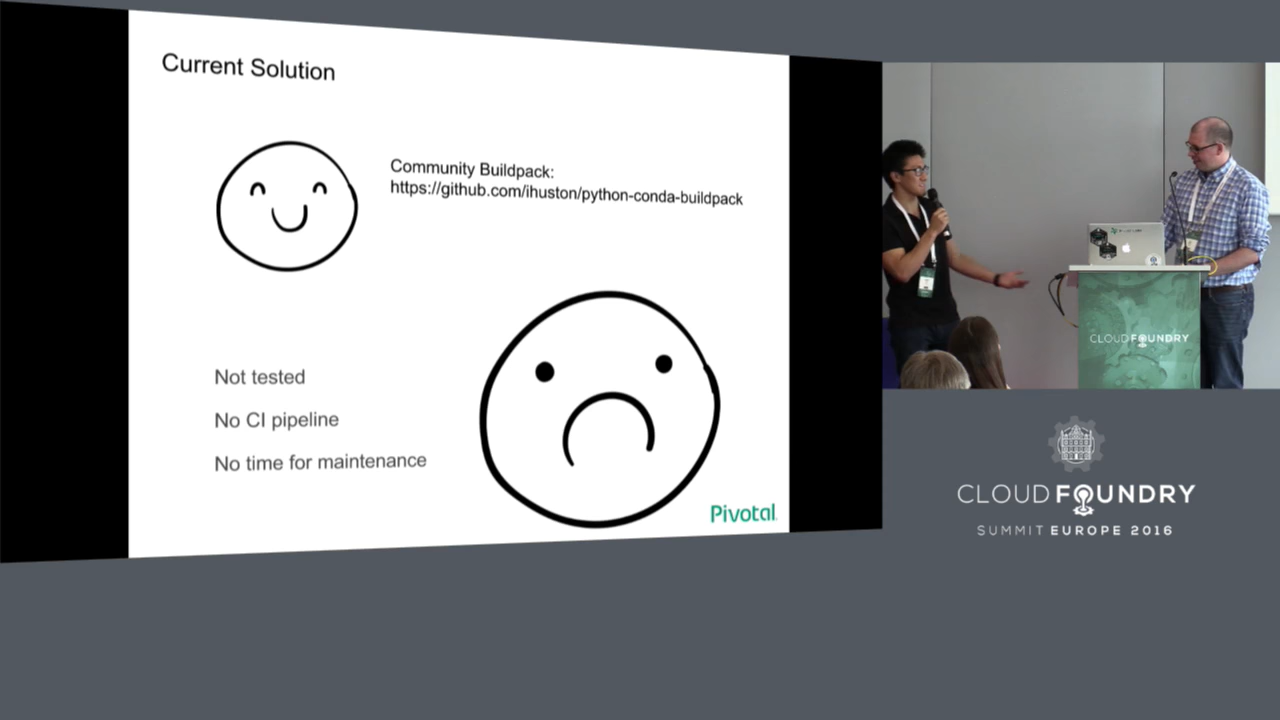 Current Solution
Community Buildpack:
https://github.com/ihuston/python-conda-buildpack
Not tested
No CI pipeline
No time for maintenance
Pivotal
CLOUD FOUNDRY
CLOUD FOUNDRY
SUMMIT EUROPE 2016